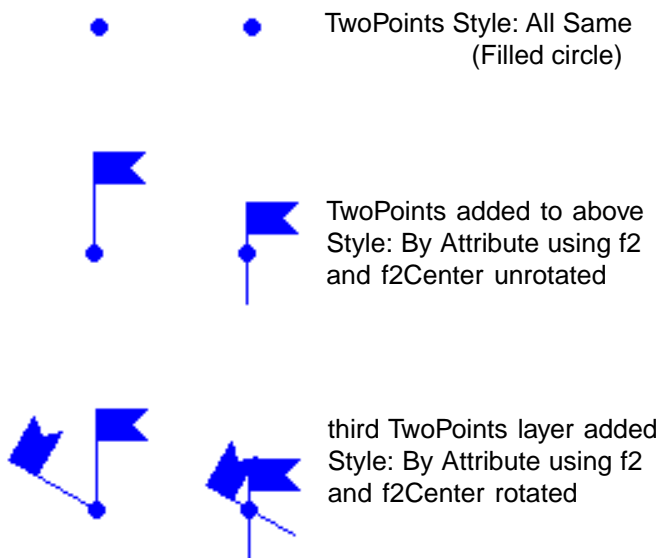 TwoPoints Style: All Same
(Filled circle)
TwoPoints added to above
Style: By Attribute using f2
and f2Center unrotated
third TwoPoints layer added
Style: By Attribute using f2
and f2Center rotated